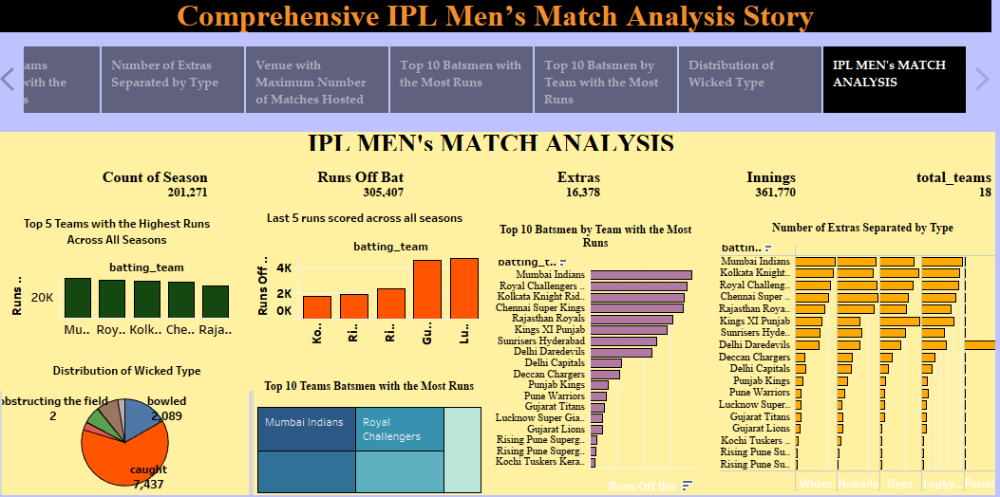 Comprehensive IPL Men's Match Analysis Story
ams
with the
s
Number of Extras
Separated by Type
Venue with
Maximum Number
of Matches Hosted
Top 10 Batsmen with
the Most Runs
Top 10 Batsmen by
Team with the Most
Runs
Distribution of
Wicked Type
IPL MEN's MATCH
ANALYSIS
IPL MEN's MATCH ANALYSIS
Count of Season
201,271
Runs Off Bat
305,407
Extras
16,378
Innings
361,770
total_teams
18
Top 5 Teams with the Highest Runs
Across All Seasons
batting_team
Runs ..
20K
Mu.. Roy.. Kolk.. Che.. Raja..
Last 5 runs scored across all seasons
batting_team
Runs Off ..
4K
2K
0K
Ko.. Ri.. Ri.. Gu.. Lu..
Top 10 Batsmen by Team with the Most
Runs
batting_t..
Mumbai Indians
Royal Challengers ..
Kolkata Knight Rid..
Chennai Super Kings
Rajasthan Royals
Kings XI Punjab
Sunrisers Hyderabad
Delhi Daredevils
Delhi Capitals
Deccan Chargers
Punjab Kings
Pune Warriors
Gujarat Titans
Lucknow Super Gia..
Gujarat Lions
Rising Pune Superg..
Rising Pune Superg..
Kochi Tuskers Kera..
Runs Off Bat
Number of Extras Separated by Type
battin..
Mumbai Indians
Kolkata Knight..
Royal Challeng..
Chennai Super ..
Rajasthan Roya..
Kings XI Punjab
Sunrisers Hyde..
Delhi Daredevils
Deccan Chargers
Delhi Capitals
Punjab Kings
Pune Warriors
Lucknow Super..
Gujarat Titans
Gujarat Lions
Kochi Tuskers ..
Rising Pune Su..
Rising Pune Su..
Wides Noballs Byes Legby.. Penal
Distribution of Wicked Type
obstructing the field
2
bowled
2,089
caught
7,437
Top 10 Teams Batsmen with the Most Runs
Mumbai Indians
Royal
Challengers